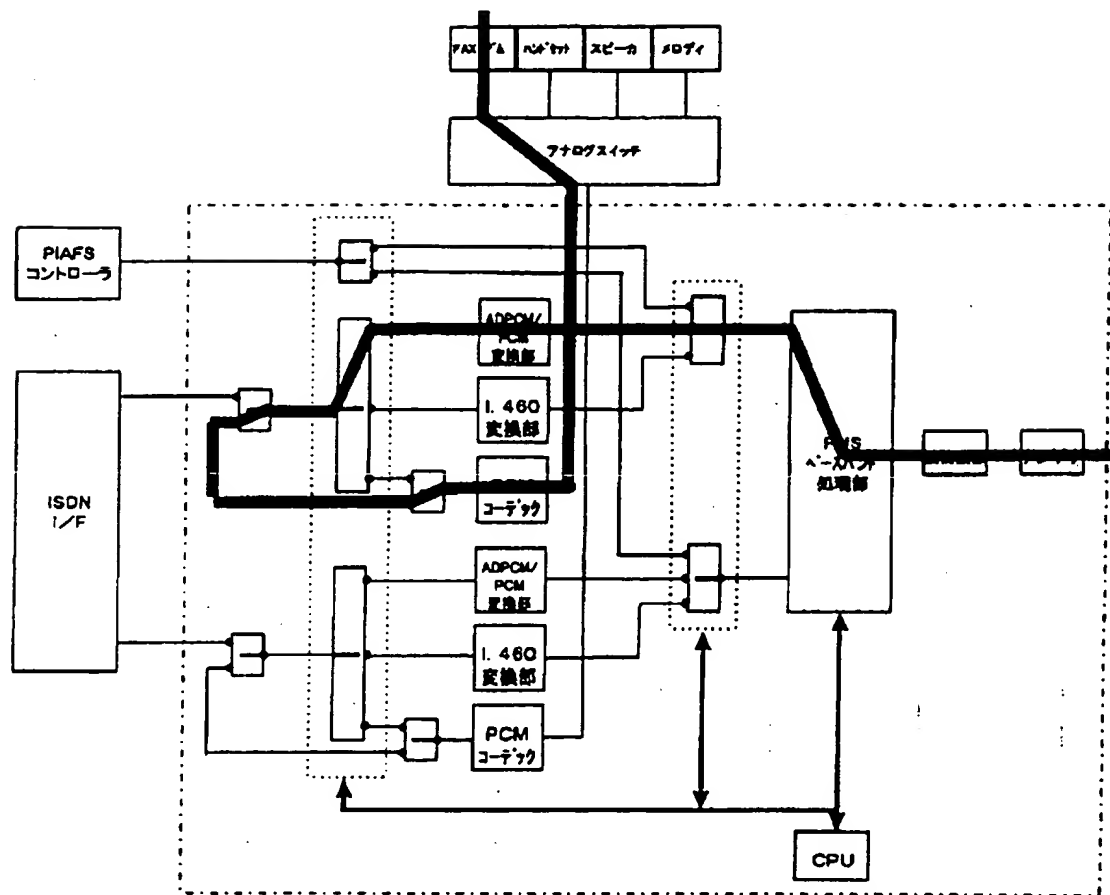 ハンドセット
スピーカ
メロディ
アナログスイッチ
PIAFS
コントローラ
ADPCM/
PCM
変換部
I. 460
変換部
コーデック
ISDN
I/F
ベースバンド
処理部
ADPCM/
PCM
変換部
I. 460
変換部
PCM
コーデック
CPU